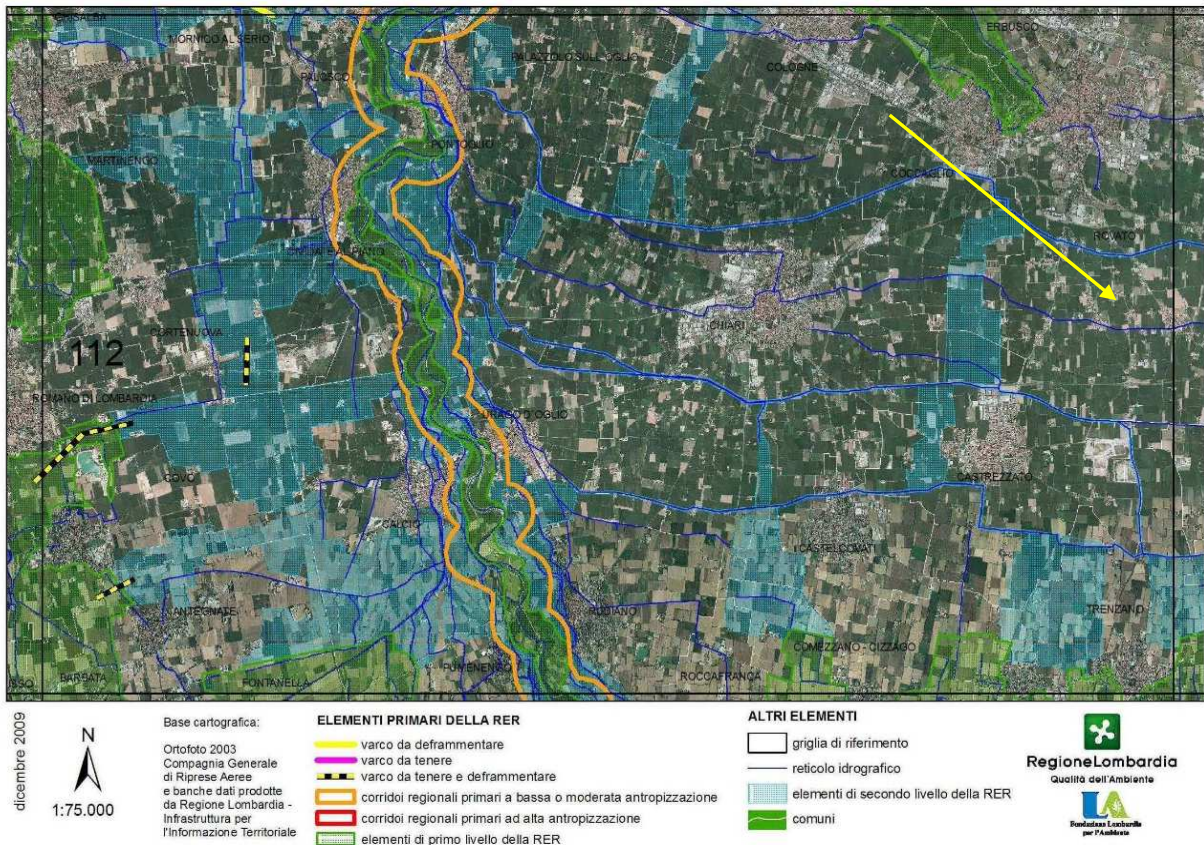 GRISALBA
MORNICO AL SERIO
PALOSCO
PALAZZOLO SULL'OGLIO
COLOGNE
ERBUSCO
MARTINENGO
PONTOGLIO
COCCAGLIO
ROVATO
CIVIDATE AL PIANO
CORTENUOVA
CHIARI
112
ROMANO DI LOMBARDIA
URAGO D'OGLIO
COVO
CASTREZZATO
CALCIO
CASTELCOVATI
ANTEGNATE
RUDIANO
TRENZANO
PUMENENGO
COMEZZANO - CIZZAGO
BARBATA
FONTANELLA
ROCCAFRANCA
dicembre 2009
N
1:75.000
Base cartografica:
Ortofoto 2003
Compagnia Generale
di Riprese Aeree
e banche dati prodotte
da Regione Lombardia -
Infrastruttura per
l'Informazione Territoriale
ELEMENTI PRIMARI DELLA RER
varco da deframmentare
varco da tenere
varco da tenere e deframmentare
corridoi regionali primari a bassa o moderata antropizzazione
corridoi regionali primari ad alta antropizzazione
elementi di primo livello della RER
ALTRI ELEMENTI
griglia di riferimento
reticolo idrografico
elementi di secondo livello della RER
comuni
RegioneLombardia
Qualità dell'Ambiente
Fondazione Lombardia
per l'Ambiente